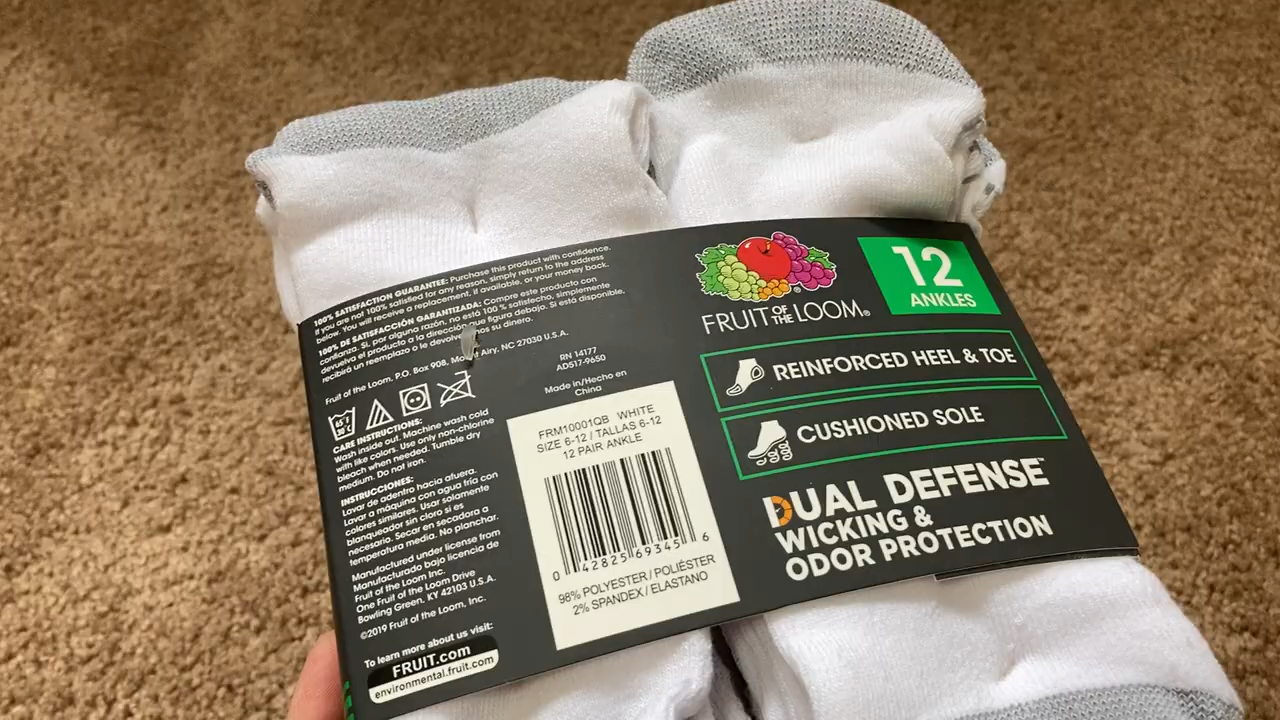 100% SATISFACTION GUARANTEE: Purchase this product with confidence.
If you are not 100% satisfied for any reason, simply return to the address
below. You will receive a replacement, if available, or your money back.
100% DE SATISFACCIÓN GARANTIZADA: Compre este producto con
confianza. Si, por alguna razón, no está 100% satisfecho, simplemente
devuelva el producto a la dirección que figura debajo. Si está disponible,
recibirá un reemplazo o le devolveremos su dinero.
Fruit of the Loom, P.O. Box 908, Mount Airy, NC 27030 U.S.A.
RN 14177
AD517-9650
Made in/Hecho en
China
CARE INSTRUCTIONS:
Wash inside out. Machine wash cold
with like colors. Use only non-chlorine
bleach when needed. Tumble dry
medium. Do not iron.
INSTRUCCIONES:
Lavar de adentro hacia afuera.
Lavar a máquina con agua fría con
colores similares. Usar solamente
blanqueador sin cloro si es
necesario. Secar en secadora a
temperatura media. No planchar.
Manufactured under license from
Manufacturado bajo licencia de
Fruit of the Loom Inc.
One Fruit of the Loom Drive
Bowling Green, KY 42103 U.S.A.
©2019 Fruit of the Loom, Inc.
To learn more about us visit:
FRUIT.com
environmental.fruit.com
FRM10001QB WHITE
SIZE 6-12 / TALLAS 6-12
12 PAIR ANKLE
0 42825 69345 6
98% POLYESTER / POLIÉSTER
2% SPANDEX / ELASTANO
FRUIT OF THE LOOM®
12
ANKLES
REINFORCED HEEL & TOE
CUSHIONED SOLE
DUAL DEFENSE™
WICKING &
ODOR PROTECTION